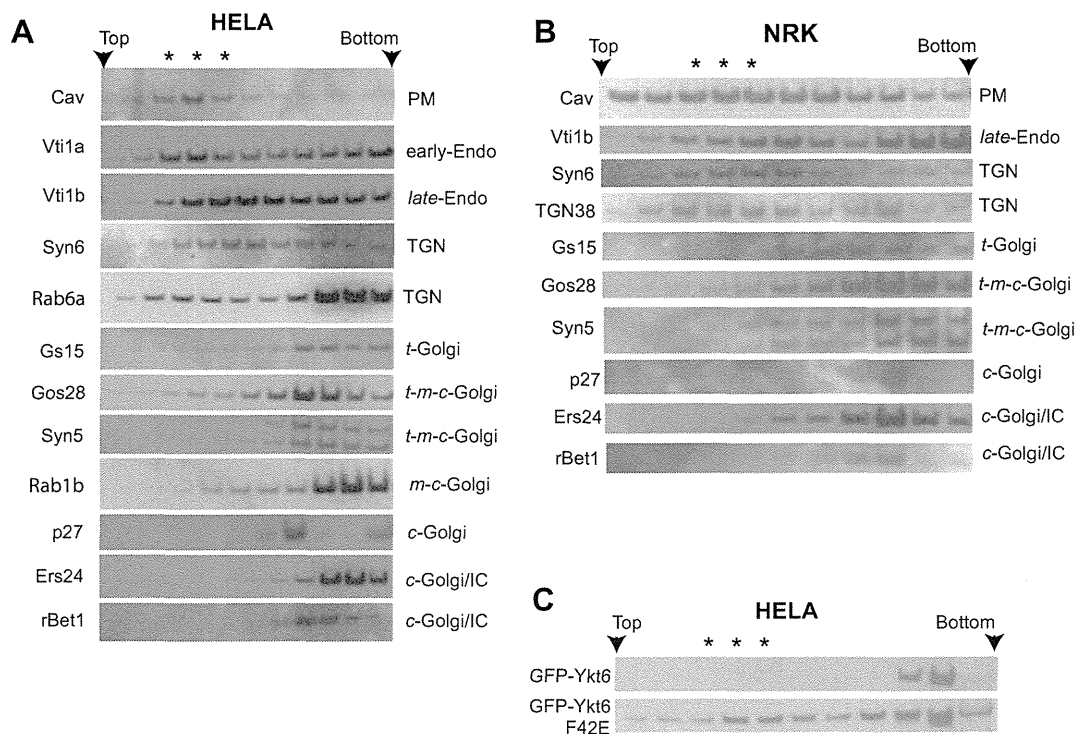 A
HELA
Top
Bottom
* * *
Cav
PM
Vti1a
early-Endo
Vti1b
late-Endo
Syn6
TGN
Rab6a
TGN
Gs15
t-Golgi
Gos28
t-m-c-Golgi
Syn5
t-m-c-Golgi
Rab1b
m-c-Golgi
p27
c-Golgi
Ers24
c-Golgi/IC
rBet1
c-Golgi/IC
B
NRK
Top
Bottom
* * *
Cav
PM
Vti1b
late-Endo
Syn6
TGN
TGN38
TGN
Gs15
t-Golgi
Gos28
t-m-c-Golgi
Syn5
t-m-c-Golgi
p27
c-Golgi
Ers24
c-Golgi/IC
rBet1
c-Golgi/IC
C
HELA
Top
Bottom
* * *
GFP-Ykt6
GFP-Ykt6
F42E